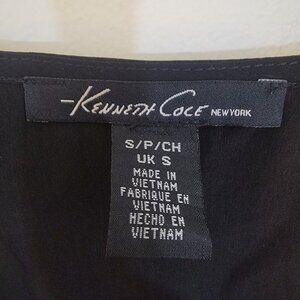 KENNETH COLE NEW YORK
S/P/CH
UK S
MADE IN
VIETNAM
FABRIQUE EN
VIETNAM
HECHO EN
VIETNAM